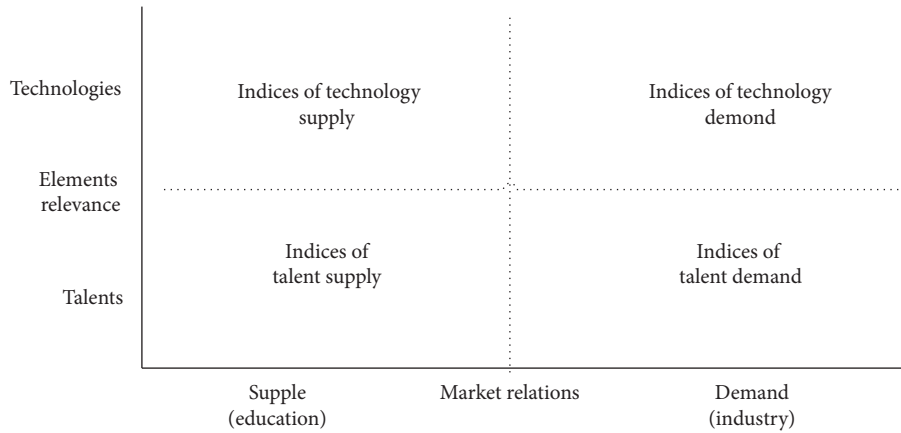 Technologies
Indices of technology
supply
Indices of technology
demond
Elements
relevance
Indices of
talent supply
Indices of
talent demand
Talents
Supple
(education)
Market relations
Demand
(industry)